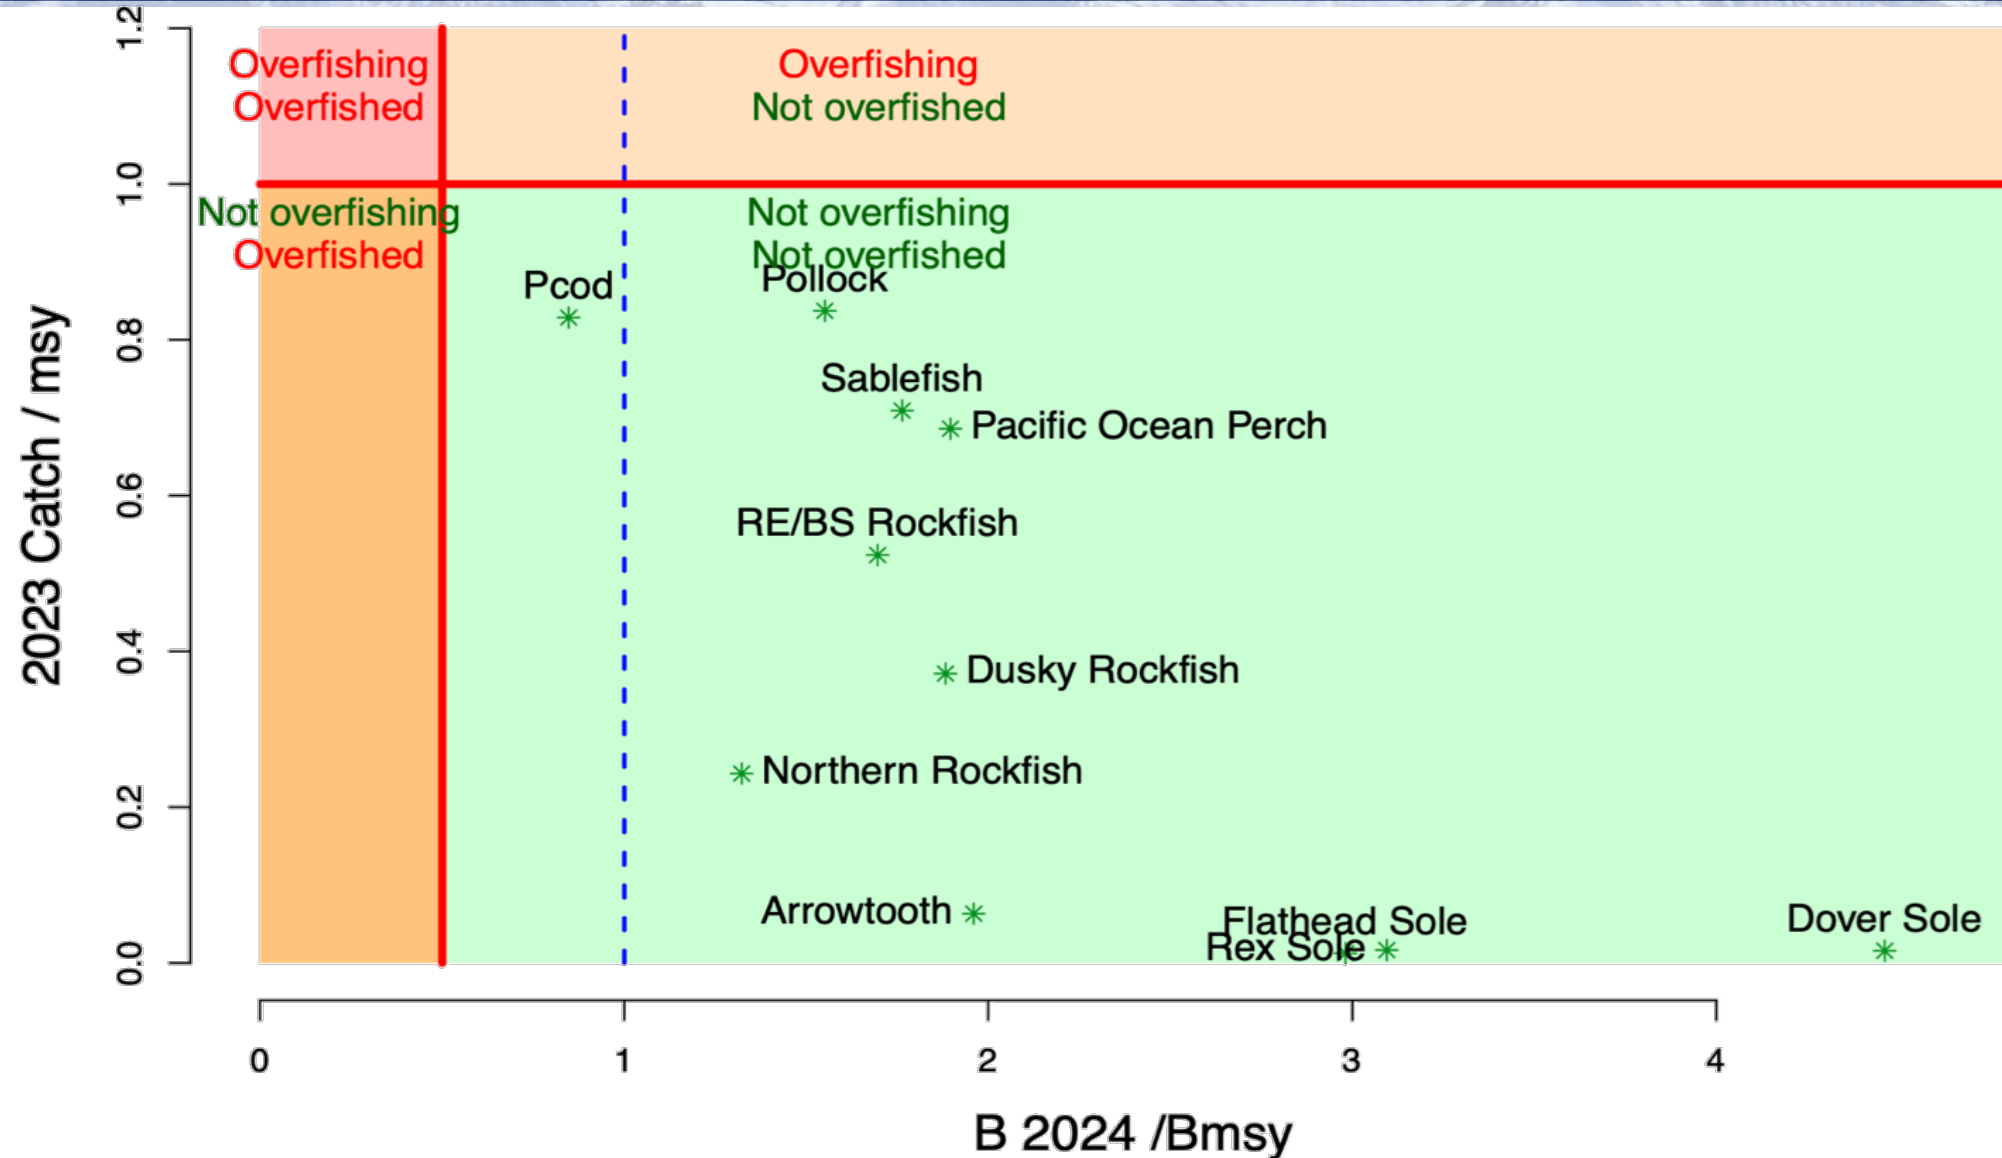 1.2
Overfishing
Overfished
Overfishing
Not overfished
1.0
Not overfishing
Overfished
Not overfishing
Not overfished
Pcod
Pollock
0.8
Sablefish
Pacific Ocean Perch
0.6
RE/BS Rockfish
2023 Catch / msy
0.4
Dusky Rockfish
Northern Rockfish
0.2
Arrowtooth
Flathead Sole
Rex Sole
Dover Sole
0.0
0 1 2 3 4
B 2024 /Bmsy